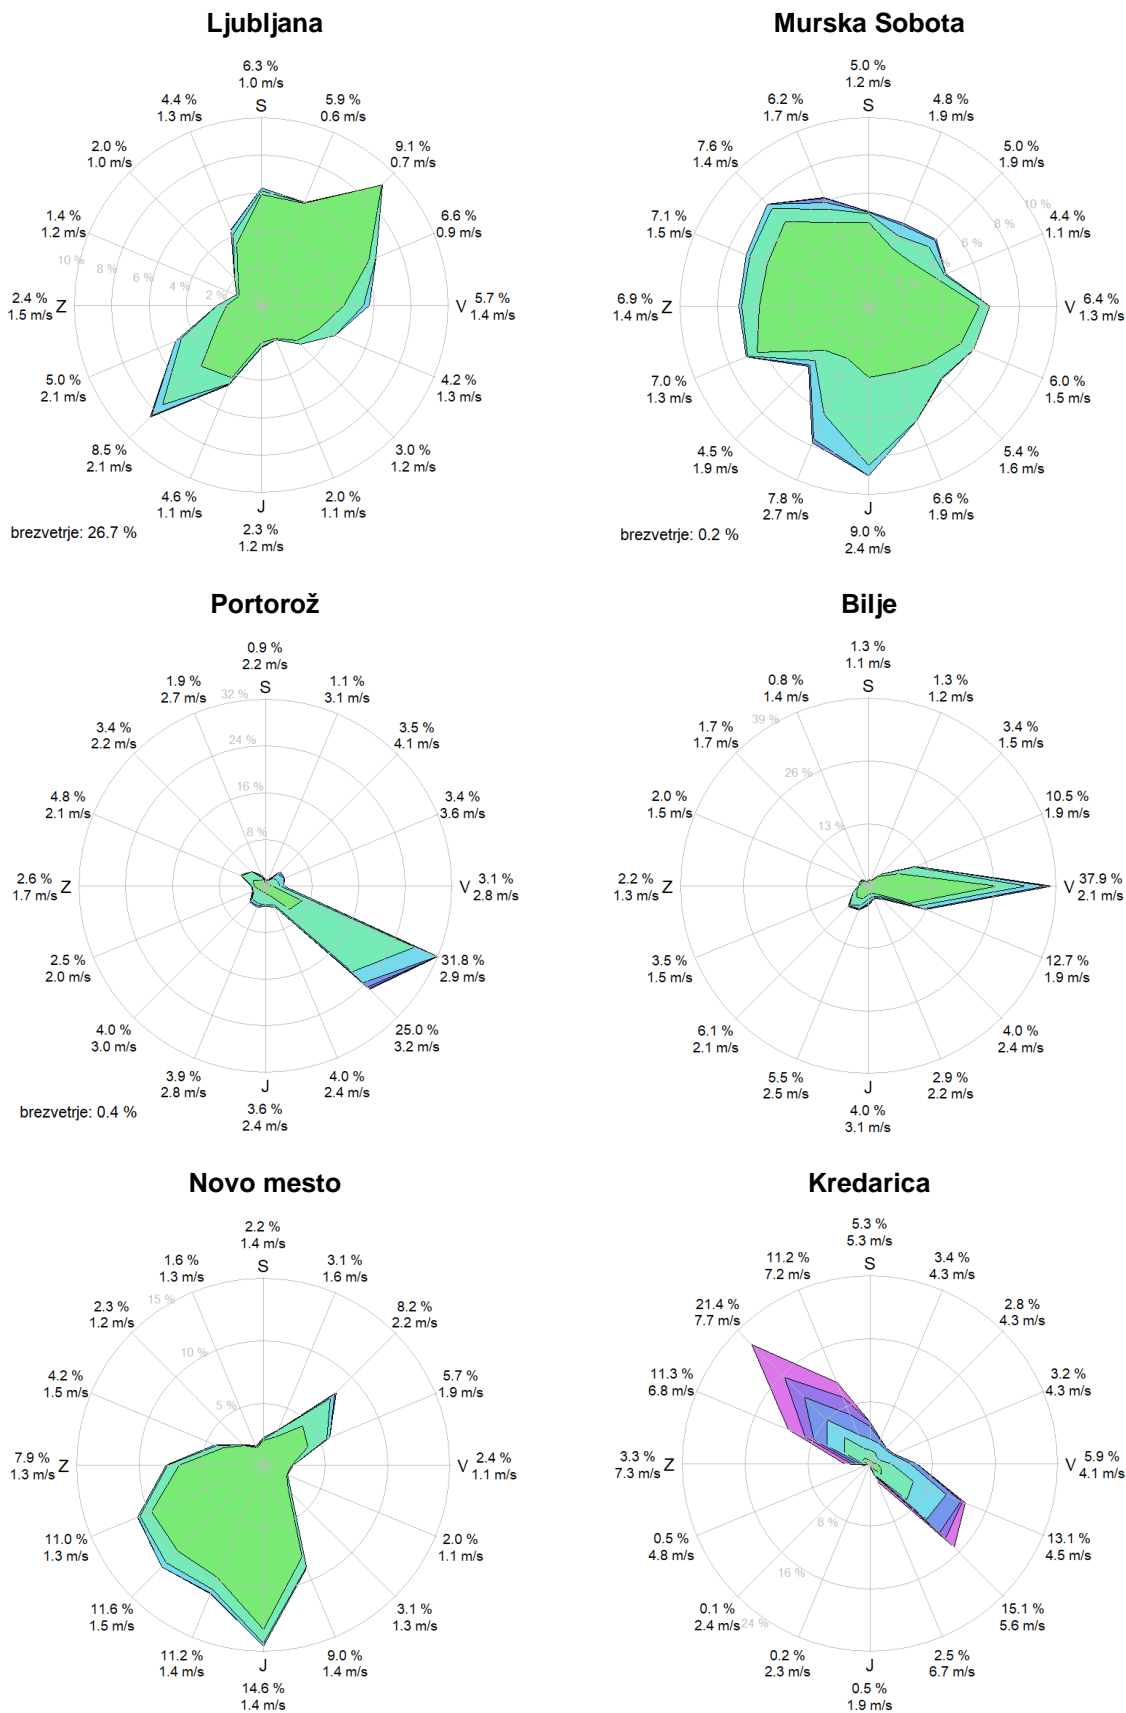 Ljubljana
6.3 %
1.0 m/s
S
5.9 %
0.6 m/s
9.1 %
0.7 m/s
6.6 %
0.9 m/s
V
5.7 %
1.4 m/s
4.2 %
1.3 m/s
3.0 %
1.2 m/s
2.0 %
1.1 m/s
J
2.3 %
1.2 m/s
4.6 %
1.1 m/s
8.5 %
2.1 m/s
5.0 %
2.1 m/s
2.4 %
1.5 m/s
Z
1.4 %
1.2 m/s
2.0 %
1.0 m/s
4.4 %
1.3 m/s
10 %
8 %
6 %
4 %
2 %
brezvetrje: 26.7 %
Murska Sobota
5.0 %
1.2 m/s
S
4.8 %
1.9 m/s
5.0 %
1.9 m/s
4.4 %
1.1 m/s
V
6.4 %
1.3 m/s
6.0 %
1.5 m/s
5.4 %
1.6 m/s
6.6 %
1.9 m/s
J
9.0 %
2.4 m/s
7.8 %
2.7 m/s
4.5 %
1.9 m/s
7.0 %
1.3 m/s
6.9 %
1.4 m/s
Z
7.1 %
1.5 m/s
7.6 %
1.4 m/s
6.2 %
1.7 m/s
10 %
8 %
6 %
brezvetrje: 0.2 %
Portorož
0.9 %
2.2 m/s
S
1.1 %
3.1 m/s
3.5 %
4.1 m/s
3.4 %
3.6 m/s
V
3.1 %
2.8 m/s
31.8 %
2.9 m/s
25.0 %
3.2 m/s
4.0 %
2.4 m/s
J
3.6 %
2.4 m/s
3.9 %
2.8 m/s
4.0 %
3.0 m/s
2.5 %
2.0 m/s
2.6 %
1.7 m/s
Z
4.8 %
2.1 m/s
3.4 %
2.2 m/s
1.9 %
2.7 m/s
32 %
24 %
16 %
8 %
brezvetrje: 0.4 %
Bilje
1.3 %
1.1 m/s
S
1.3 %
1.2 m/s
3.4 %
1.5 m/s
10.5 %
1.9 m/s
V
37.9 %
2.1 m/s
12.7 %
1.9 m/s
4.0 %
2.4 m/s
2.9 %
2.2 m/s
J
4.0 %
3.1 m/s
5.5 %
2.5 m/s
6.1 %
2.1 m/s
3.5 %
1.5 m/s
2.2 %
1.3 m/s
Z
2.0 %
1.5 m/s
1.7 %
1.7 m/s
0.8 %
1.4 m/s
39 %
26 %
13 %
Novo mesto
2.2 %
1.4 m/s
S
3.1 %
1.6 m/s
8.2 %
2.2 m/s
5.7 %
1.9 m/s
V
2.4 %
1.1 m/s
2.0 %
1.1 m/s
3.1 %
1.3 m/s
9.0 %
1.4 m/s
J
14.6 %
1.4 m/s
11.2 %
1.4 m/s
11.6 %
1.5 m/s
11.0 %
1.3 m/s
7.9 %
1.3 m/s
Z
4.2 %
1.5 m/s
2.3 %
1.2 m/s
1.6 %
1.3 m/s
15 %
10 %
5 %
Kredarica
5.3 %
5.3 m/s
S
3.4 %
4.3 m/s
2.8 %
4.3 m/s
3.2 %
4.3 m/s
V
5.9 %
4.1 m/s
13.1 %
4.5 m/s
15.1 %
5.6 m/s
2.5 %
6.7 m/s
J
0.5 %
1.9 m/s
0.2 %
2.3 m/s
0.1 %
2.4 m/s
0.5 %
4.8 m/s
3.3 %
7.3 m/s
Z
11.3 %
6.8 m/s
21.4 %
7.7 m/s
11.2 %
7.2 m/s
8 %
16 %
24 %